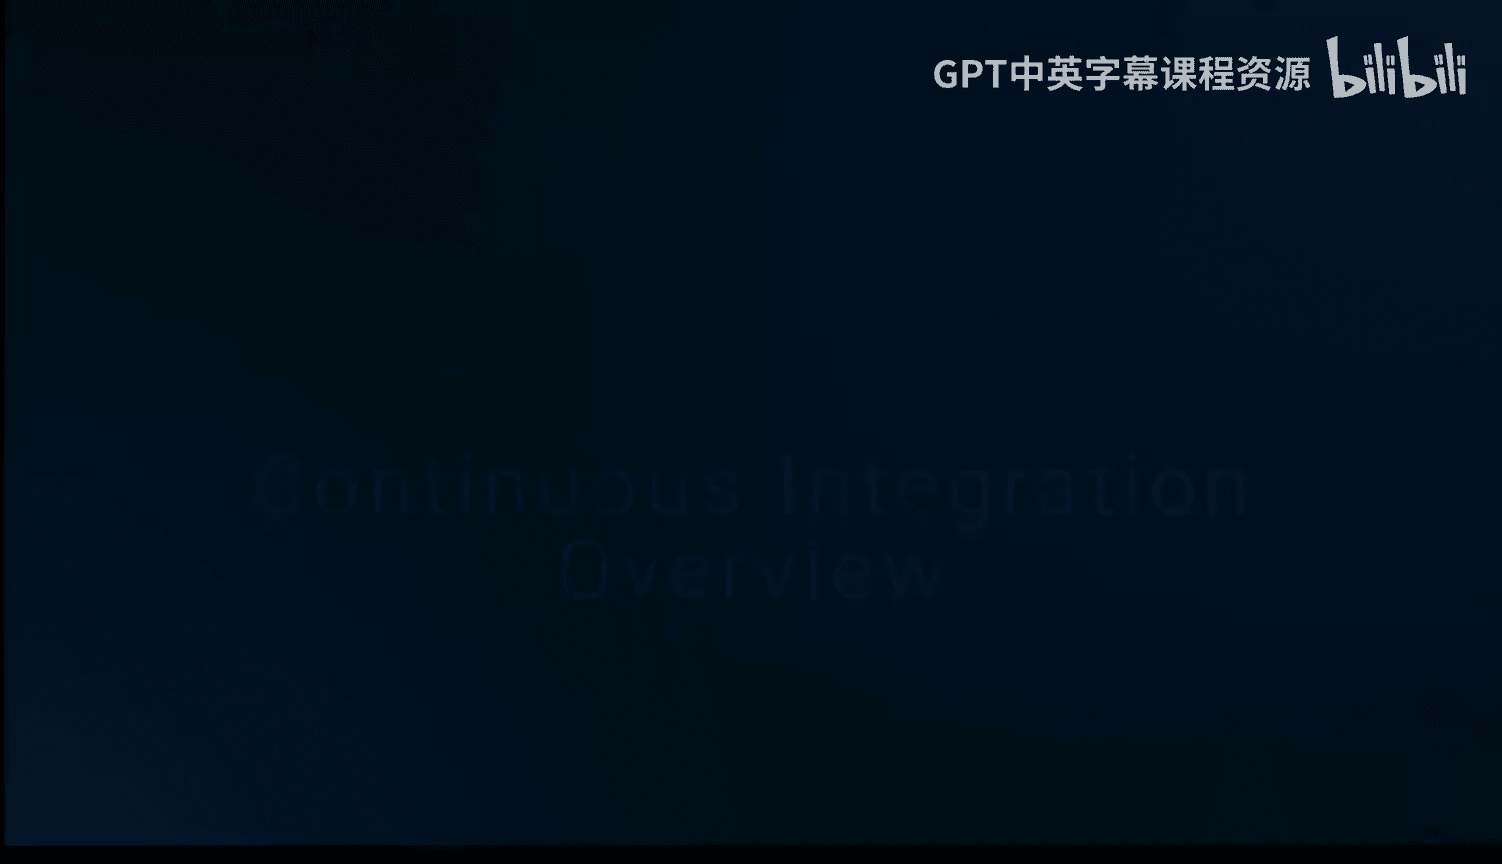 GPT中英字幕课程资源 bilibili
Continuous Integration
Overview